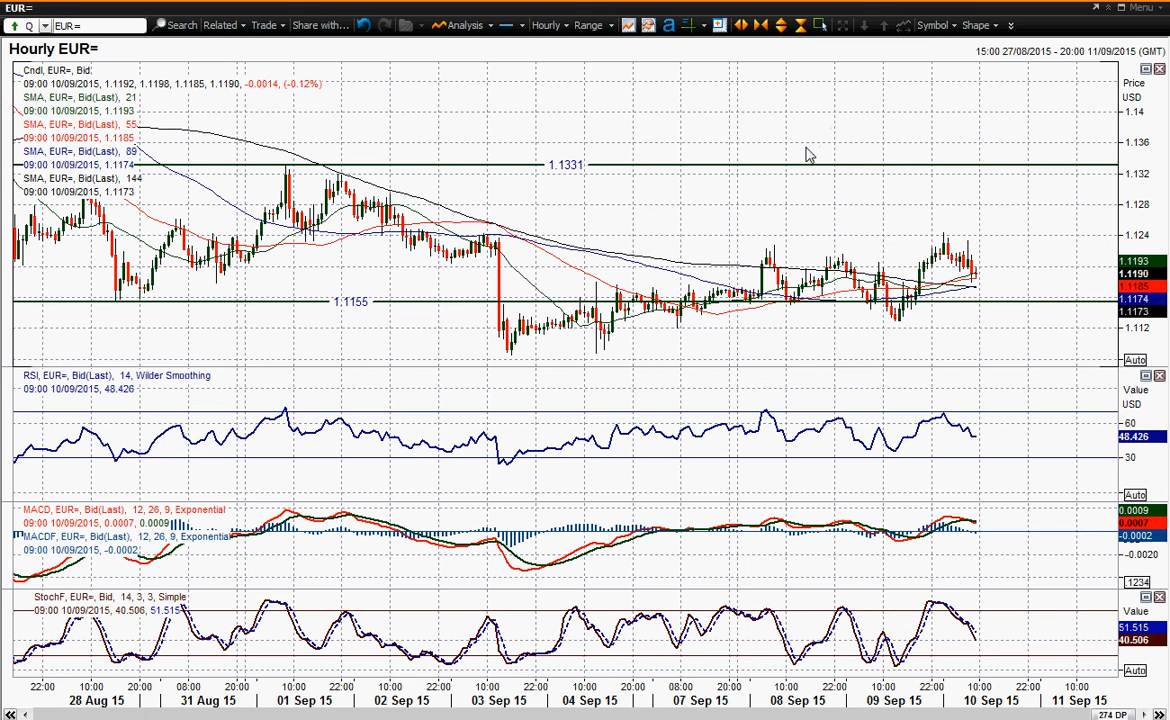 EUR=
Menu
Q EUR= Search Related Trade Share with... Analysis Hourly Range a Symbol Shape
Hourly EUR=
15:00 27/08/2015 - 20:00 11/09/2015 (GMT)
Cndl, EUR=, Bid
09:00 10/09/2015, 1.1192, 1.1198, 1.1185, 1.1190, -0.0014, (-0.12%)
SMA, EUR=, Bid(Last), 21
09:00 10/09/2015, 1.1193
SMA, EUR=, Bid(Last), 55
09:00 10/09/2015, 1.1185
SMA, EUR=, Bid(Last), 89
09:00 10/09/2015, 1.1174
SMA, EUR=, Bid(Last), 144
09:00 10/09/2015, 1.1173
1.1331
1.1155
Price
USD
1.14
1.136
1.132
1.128
1.124
1.1193
1.1190
1.1185
1.1174
1.1173
1.112
Auto
RSI, EUR=, Bid(Last), 14, Wilder Smoothing
09:00 10/09/2015, 48.426
Value
USD
60
48.426
30
Auto
MACD, EUR=, Bid(Last), 12, 26, 9, Exponential
09:00 10/09/2015, 0.0007, 0.0009
MACDF, EUR=, Bid(Last), 12, 26, 9, Exponential
09:00 10/09/2015, -0.0002
0.0009
0.0007
-0.0002
-0.0020
.1234
StochF, EUR=, Bid, 14, 3, 3, Simple
09:00 10/09/2015, 40.506, 51.515
Value
51.515
40.506
Auto
22:00 10:00 20:00 08:00 20:00 10:00 22:00 10:00 22:00 10:00 22:00 10:00 20:00 08:00 20:00 10:00 22:00 10:00 22:00 10:00 22:00 10:00
28 Aug 15 31 Aug 15 01 Sep 15 02 Sep 15 03 Sep 15 04 Sep 15 07 Sep 15 08 Sep 15 09 Sep 15 10 Sep 15 11 Sep 15
274 DP